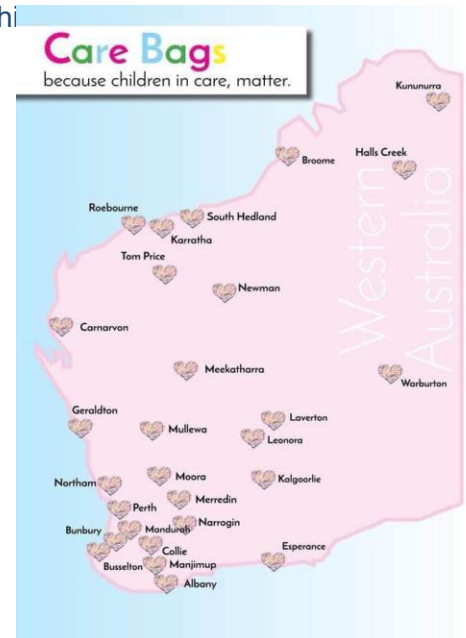 hi
Care Bags
because children in care, matter.
Kununurra
Broome
Halls Creek
Western
Australia
Roebourne
South Hedland
Karratha
Tom Price
Newman
Carnarvon
Meekatharra
Warburton
Geraldton
Laverton
Mullewa
Leonora
Moora
Kalgoorlie
Northam
Merredin
Perth
Narrogin
Bunbury
Mandurah
Collie
Esperance
Busselton
Manjimup
Albany